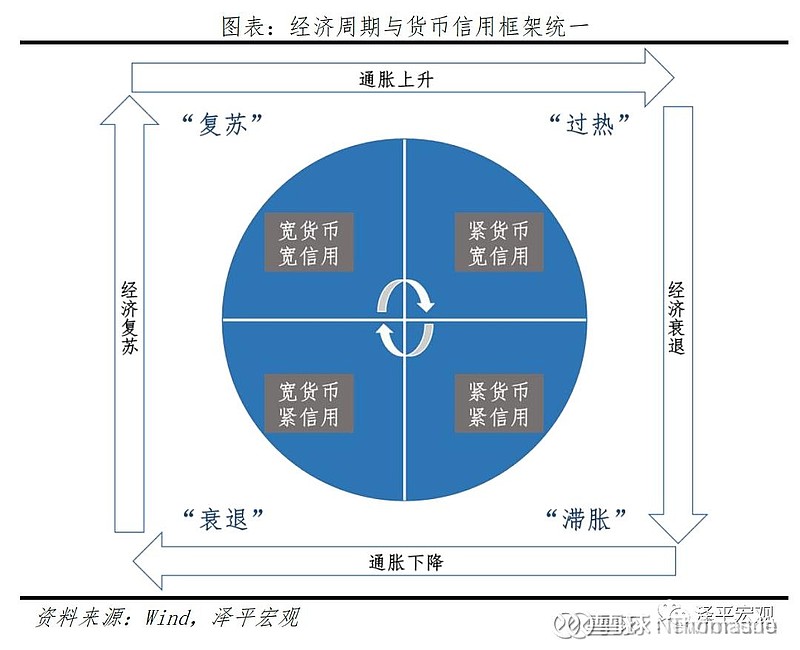 图表：经济周期与货币信用框架统一
通胀上升
“复苏”
“过热”
宽货币
宽信用
紧货币
宽信用
经济复苏
经济衰退
宽货币
紧信用
紧货币
紧信用
“衰退”
“滞胀”
通胀下降
资料来源：Wind，泽平宏观
泽平宏观
雪球